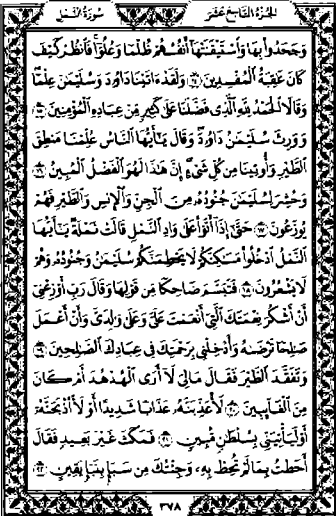 الجزء التاسع عشر
سورة النمل
وَجَحَدُوا۟ بِهَا وَٱسْتَيْقَنَتْهَآ أَنفُسُهُمْ ظُلْمًا وَعُلُوًّا ۚ فَٱنظُرْ كَيْفَ
كَانَ عَٰقِبَةُ ٱلْمُفْسِدِينَ ۝١٤ وَلَقَدْ ءَاتَيْنَا دَاوُۥدَ وَسُلَيْمَٰنَ عِلْمًا ۖ
وَقَالَا ٱلْحَمْدُ لِلَّهِ ٱلَّذِى فَضَّلَنَا عَلَىٰ كَثِيرٍ مِّنْ عِبَادِهِ ٱلْمُؤْمِنِينَ ۝١٥
وَوَرِثَ سُلَيْمَٰنُ دَاوُۥدَ ۖ وَقَالَ يَٰٓأَيُّهَا ٱلنَّاسُ عُلِّمْنَا مَنطِقَ
ٱلطَّيْرِ وَأُوتِينَا مِن كُلِّ شَىْءٍ ۖ إِنَّ هَٰذَا لَهُوَ ٱلْفَضْلُ ٱلْمُبِينُ ۝١٦
وَحُشِرَ لِسُلَيْمَٰنَ جُنُودُهُۥ مِنَ ٱلْجِنِّ وَٱلْإِنسِ وَٱلطَّيْرِ فَهُمْ
يُوزَعُونَ ۝١٧ حَتَّىٰٓ إِذَآ أَتَوْا۟ عَلَىٰ وَادِ ٱلنَّمْلِ قَالَتْ نَمْلَةٌ يَٰٓأَيُّهَا
ٱلنَّمْلُ ٱدْخُلُوا۟ مَسَٰكِنَكُمْ لَا يَحْطِمَنَّكُمْ سُلَيْمَٰنُ وَجُنُودُهُۥ وَهُمْ
لَا يَشْعُرُونَ ۝١٨ فَتَبَسَّمَ ضَاحِكًا مِّن قَوْلِهَا وَقَالَ رَبِّ أَوْزِعْنِىٓ
أَنْ أَشْكُرَ نِعْمَتَكَ ٱلَّتِىٓ أَنْعَمْتَ عَلَىَّ وَعَلَىٰ وَٰلِدَىَّ وَأَنْ أَعْمَلَ
صَٰلِحًا تَرْضَىٰهُ وَأَدْخِلْنِى بِرَحْمَتِكَ فِى عِبَادِكَ ٱلصَّٰلِحِينَ ۝١٩
وَتَفَقَّدَ ٱلطَّيْرَ فَقَالَ مَالِىَ لَآ أَرَى ٱلْهُدْهُدَ أَمْ كَانَ
مِنَ ٱلْغَآئِبِينَ ۝٢٠ لَأُعَذِّبَنَّهُۥ عَذَابًا شَدِيدًا أَوْ لَأَا۟ذْبَحَنَّهُۥٓ
أَوْ لَيَأْتِيَنِّى بِسُلْطَٰنٍ مُّبِينٍ ۝٢١ فَمَكَثَ غَيْرَ بَعِيدٍ فَقَالَ
أَحَطتُ بِمَا لَمْ تُحِطْ بِهِۦ وَجِئْتُكَ مِن سَبَإٍۭ بِنَبَإٍ يَقِينٍ ۝٢٢
٣٧٨